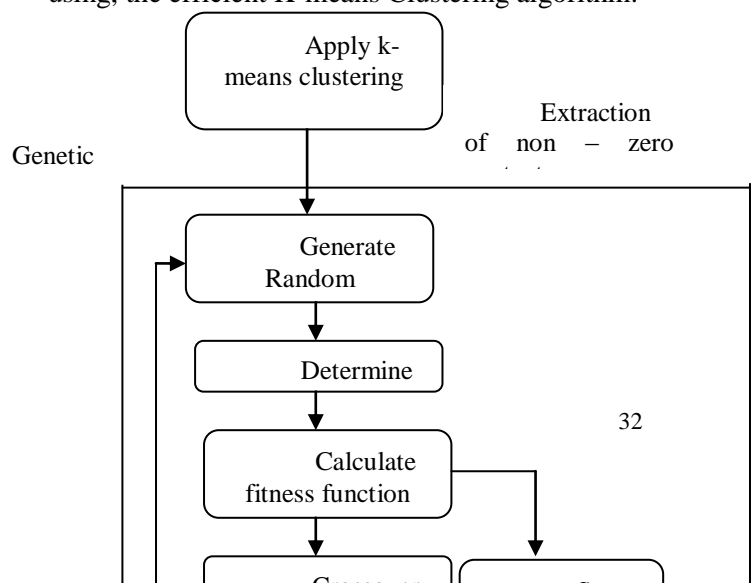 using, the efficient K-means Clustering algorithm.
Apply k-
means clustering
Extraction
of non – zero
Genetic
Generate
Random
Determine
32
Calculate
fitness function
Crossover